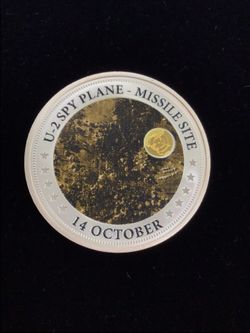 U-2 SPY PLANE - MISSILE SITE
14 OCTOBER